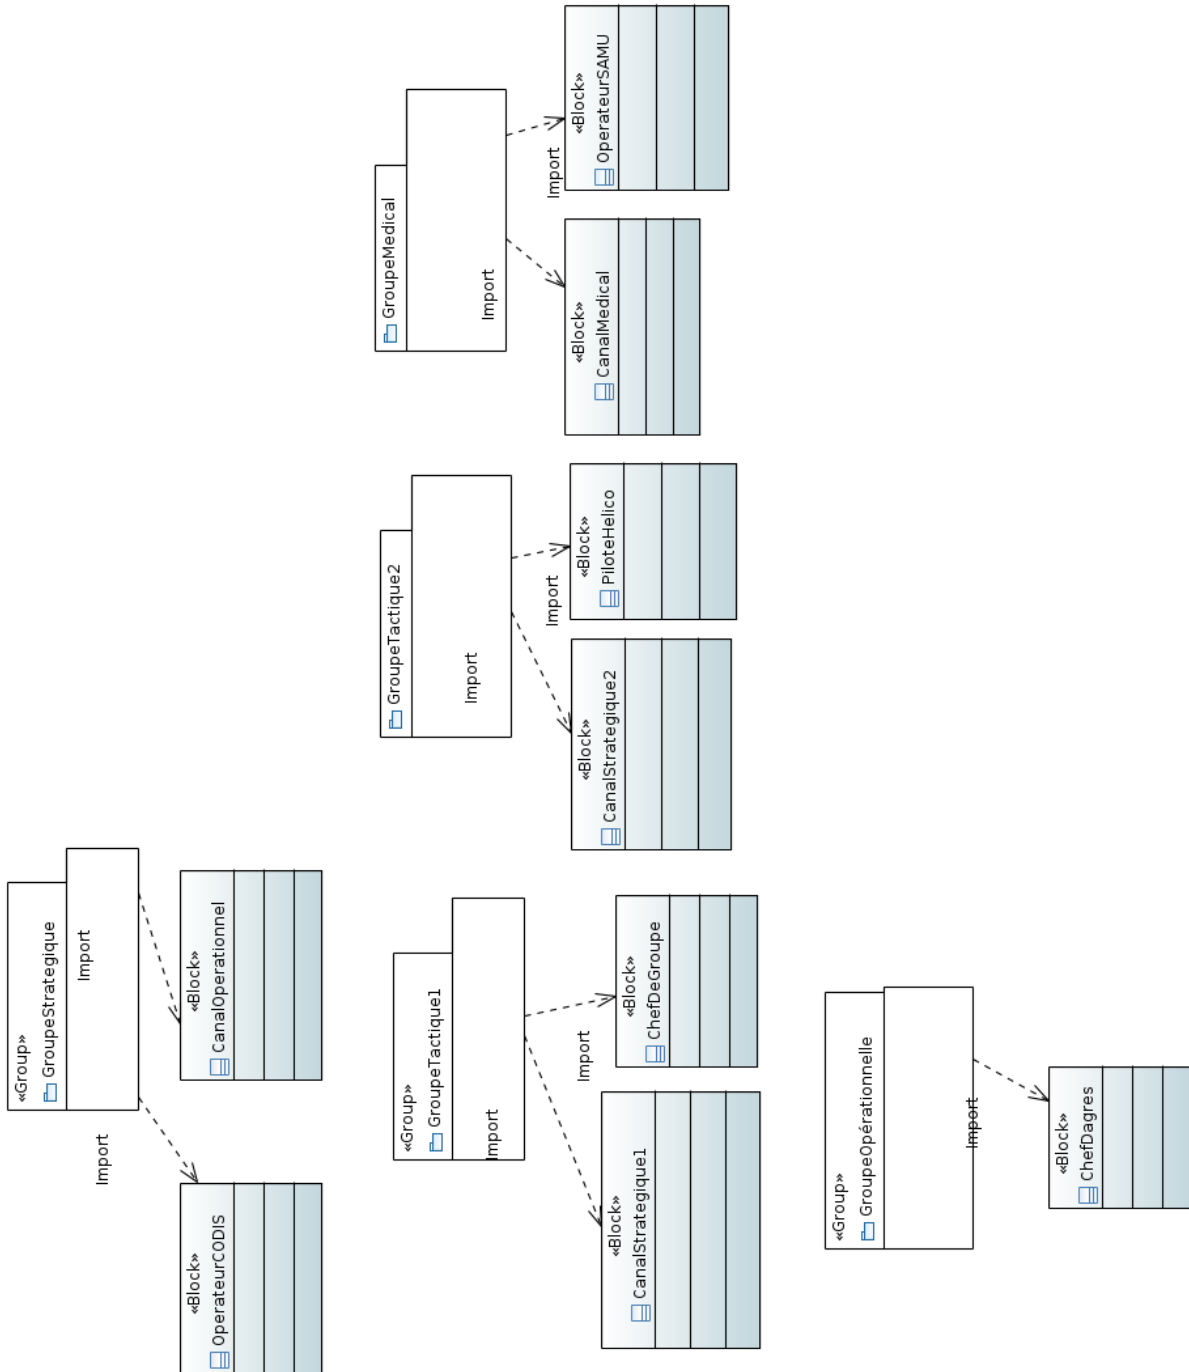 «Group»
GroupeStrategique
Import
Import
«Block»
OperateurCODIS
«Block»
CanalOperationnel
«Group»
GroupeTactique1
Import
Import
«Block»
CanalStrategique1
«Block»
ChefDeGroupe
GroupeTactique2
Import
Import
«Block»
CanalStrategique2
«Block»
PiloteHelico
GroupeMedical
Import
Import
«Block»
CanalMedical
«Block»
OperateurSAMU
«Group»
GroupeOpérationnelle
Import
«Block»
ChefDagres